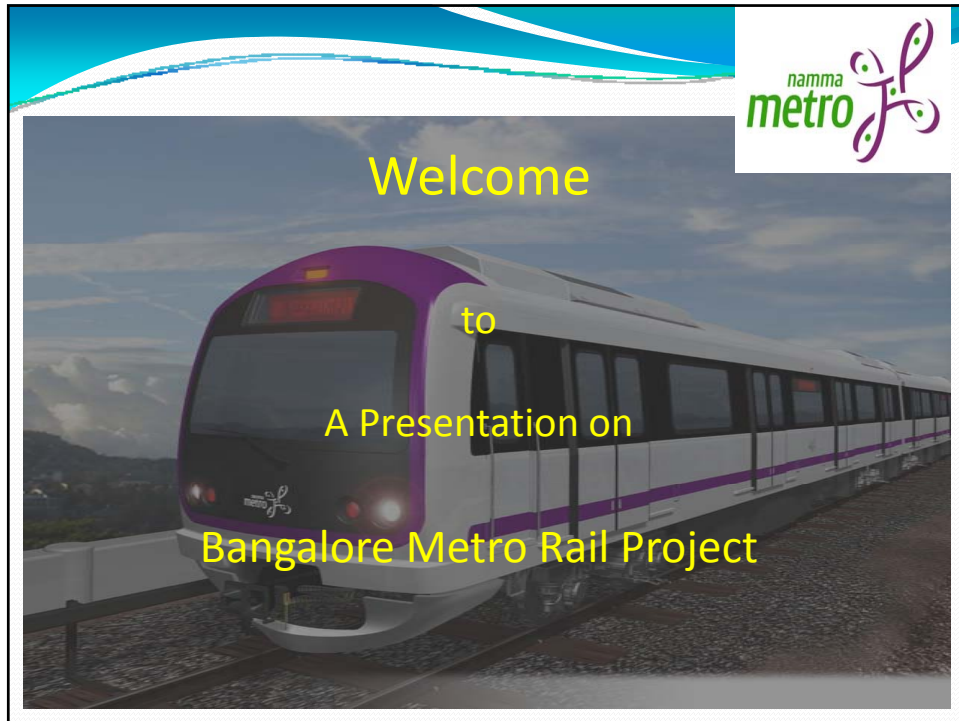 namma
metro
Welcome
to
A Presentation on
Bangalore Metro Rail Project